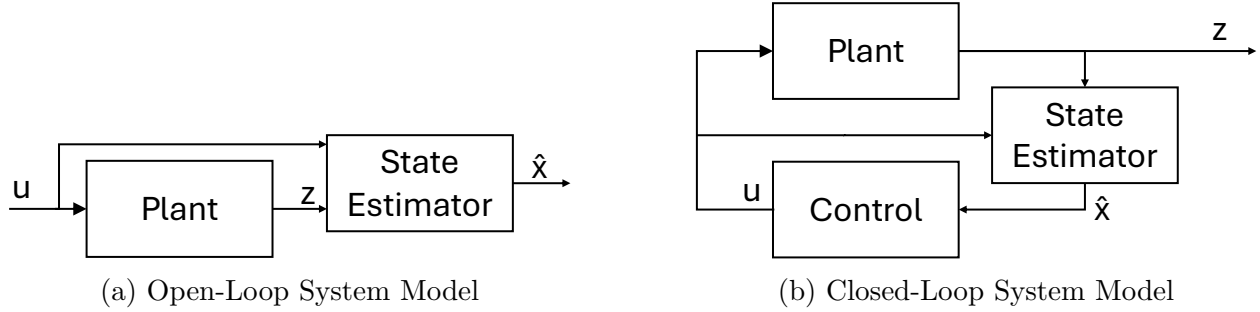 u
Plant
z
State
Estimator
x̂
(a) Open-Loop System Model
Plant
z
State
Estimator
u
Control
x̂
(b) Closed-Loop System Model